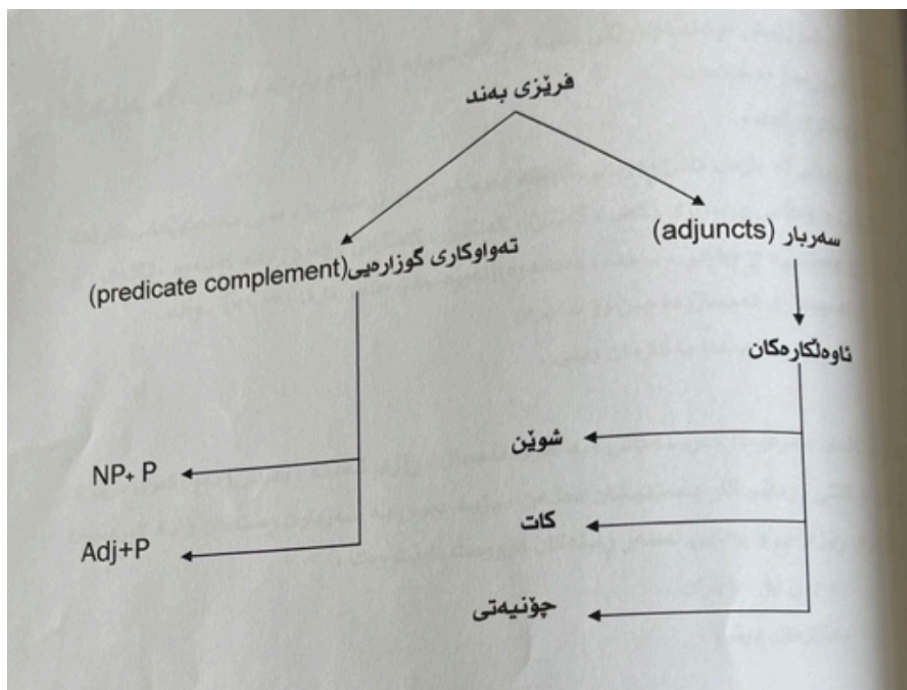 فرێزی بەند
سەربار (adjuncts)
تەواوکاری گوزارەیی(predicate complement)
ئاوەڵکارەکان
شوێن
NP+ P
کات
Adj+P
چۆنیەتی